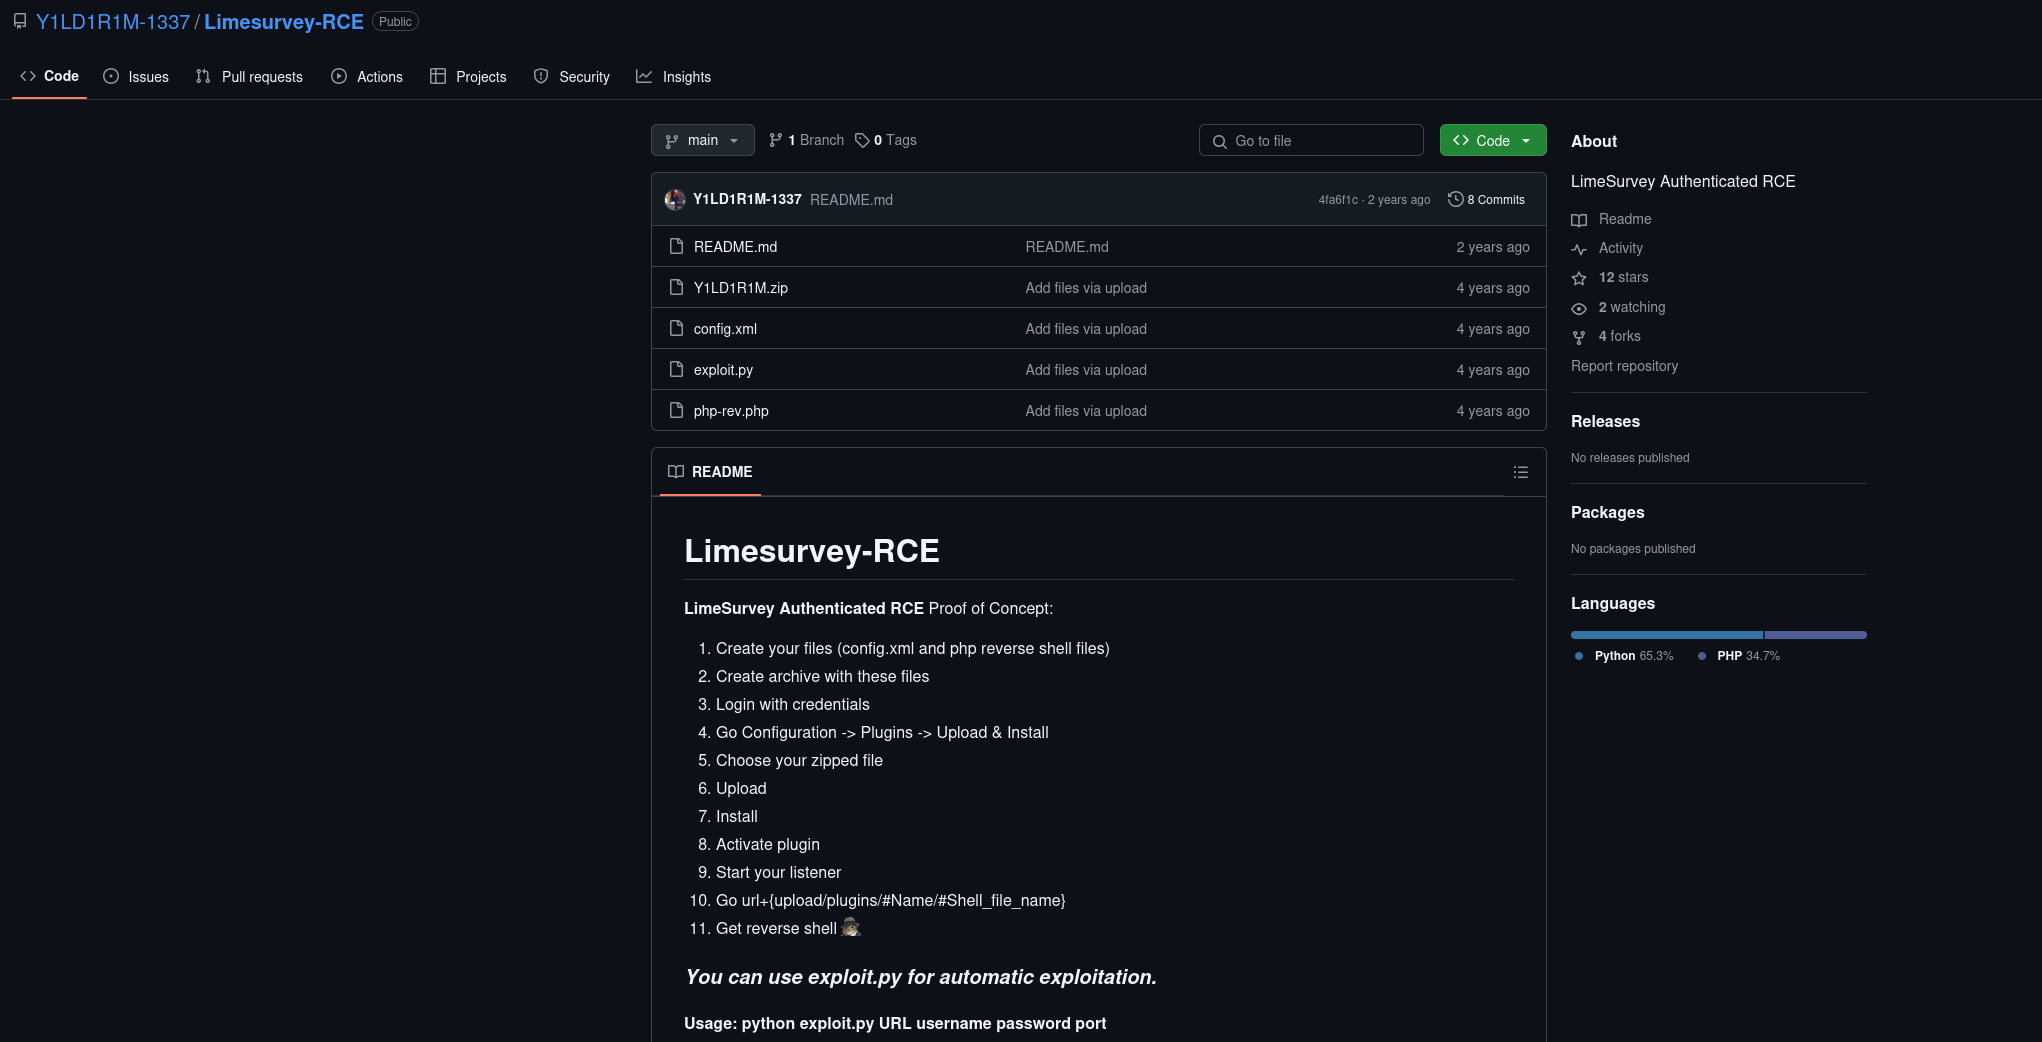 Y1LD1R1M-1337 / Limesurvey-RCE Public
Code Issues Pull requests Actions Projects Security Insights
main 1 Branch 0 Tags Go to file Code
Y1LD1R1M-1337 README.md 4fa6f1c · 2 years ago 8 Commits
README.md README.md 2 years ago
Y1LD1R1M.zip Add files via upload 4 years ago
config.xml Add files via upload 4 years ago
exploit.py Add files via upload 4 years ago
php-rev.php Add files via upload 4 years ago
README
Limesurvey-RCE
LimeSurvey Authenticated RCE Proof of Concept:
1. Create your files (config.xml and php reverse shell files)
2. Create archive with these files
3. Login with credentials
4. Go Configuration -> Plugins -> Upload & Install
5. Choose your zipped file
6. Upload
7. Install
8. Activate plugin
9. Start your listener
10. Go url+{upload/plugins/#Name/#Shell_file_name}
11. Get reverse shell
You can use exploit.py for automatic exploitation.
Usage: python exploit.py URL username password port
About
LimeSurvey Authenticated RCE
Readme
Activity
12 stars
2 watching
4 forks
Report repository
Releases
No releases published
Packages
No packages published
Languages
Python 65.3% PHP 34.7%